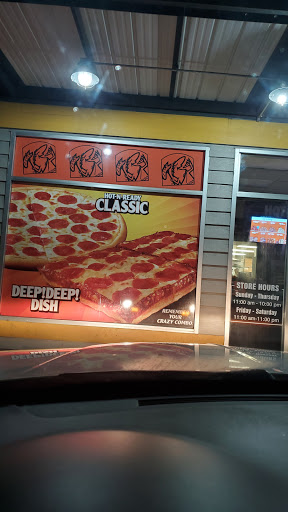 HOT-N-READY
CLASSIC
DEEP!DEEP!
DISH
REMEMBER
YOUR
CRAZY COMBO
STORE HOURS
Sunday - Thursday
11:00 am - 10:00 pm
Friday - Saturday
11:00 am-11:00 pm